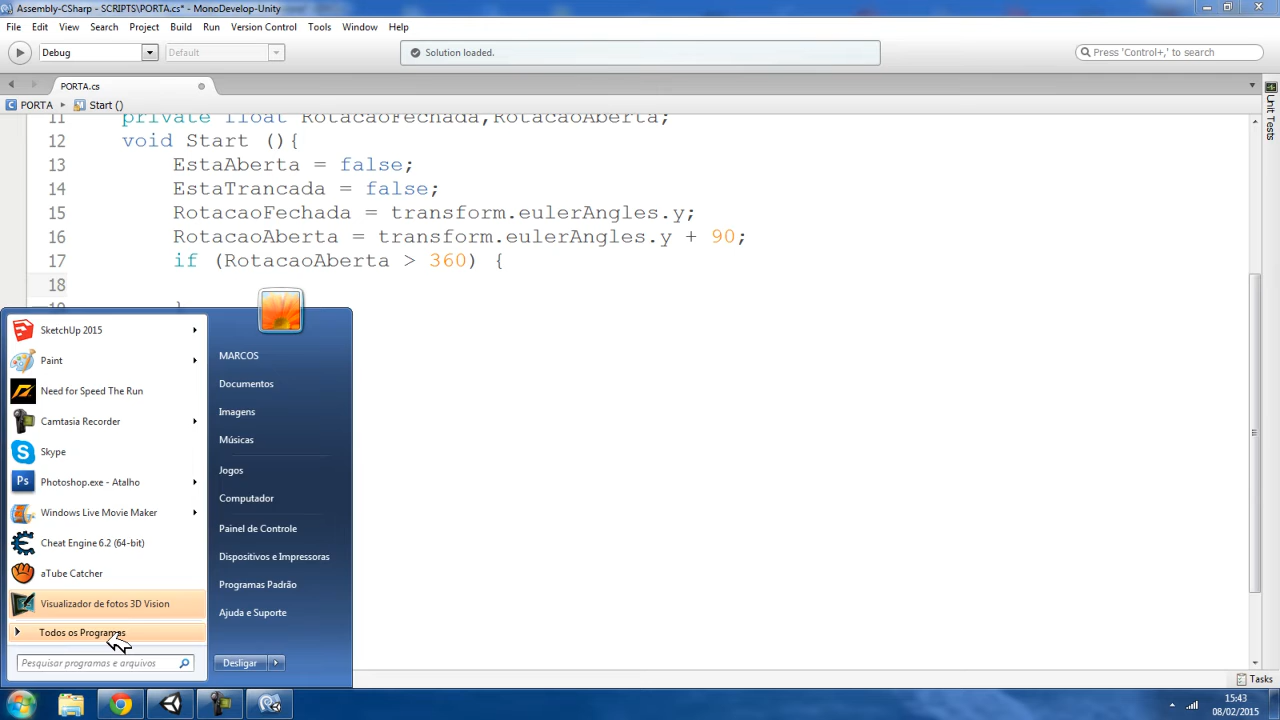 Assembly-CSharp - SCRIPTS\PORTA.cs* - MonoDevelop-Unity
File Edit View Search Project Build Run Version Control Tools Window Help
Debug Default Solution loaded. Press 'Control+,' to search
PORTA.cs
PORTA Start ()
Unit Tests
11 private float RotacaoFechada,RotacaoAberta;
12 void Start (){
13 EstaAberta = false;
14 EstaTrancada = false;
15 RotacaoFechada = transform.eulerAngles.y;
16 RotacaoAberta = transform.eulerAngles.y + 90;
17 if (RotacaoAberta > 360) {
18
SketchUp 2015
Paint
Need for Speed The Run
Camtasia Recorder
Skype
Photoshop.exe - Atalho
Windows Live Movie Maker
Cheat Engine 6.2 (64-bit)
aTube Catcher
Visualizador de fotos 3D Vision
Todos os Programas
Pesquisar programas e arquivos
MARCOS
Documentos
Imagens
Músicas
Jogos
Computador
Painel de Controle
Dispositivos e Impressoras
Programas Padrão
Ajuda e Suporte
Desligar
Tasks
15:43
08/02/2015